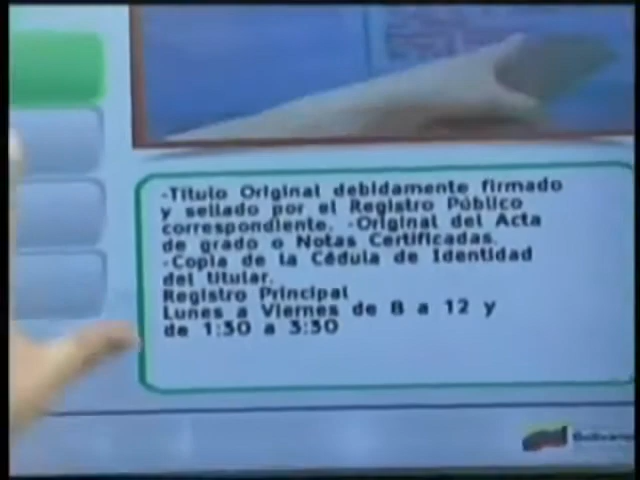 -Titulo Original debidamente firmado
y sellado por el Registro Público
correspondiente. -Original del Acta
de grado o Notas Certificadas.
-Copia de la Cédula de Identidad
del titular.
Registro Principal
Lunes a Viernes de 8 a 12 y
de 1:30 a 3:30